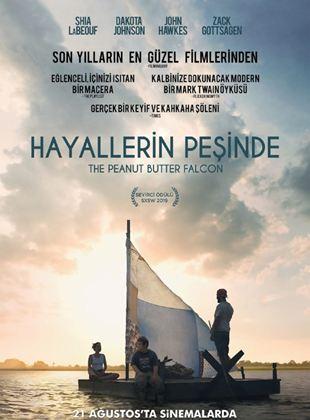 SHIA LaBEOUF
DAKOTA JOHNSON
JOHN HAWKES
ZACK GOTTSAGEN
SON YILLARIN EN GÜZEL FİLMLERİNDEN
EĞLENCELİ, İÇİNİZİ ISITAN
BİR MACERA
KALBİNİZE DOKUNACAK MODERN
BİR MARK TWAIN ÖYKÜSÜ
GERÇEK BİR KEYİF VE KAHKAHA ŞÖLENİ
HAYALLERİN PEŞİNDE
THE PEANUT BUTTER FALCON
SEYİRCİ ÖDÜLÜ
SXSW 2019
21 AĞUSTOS'TA SİNEMALARDA